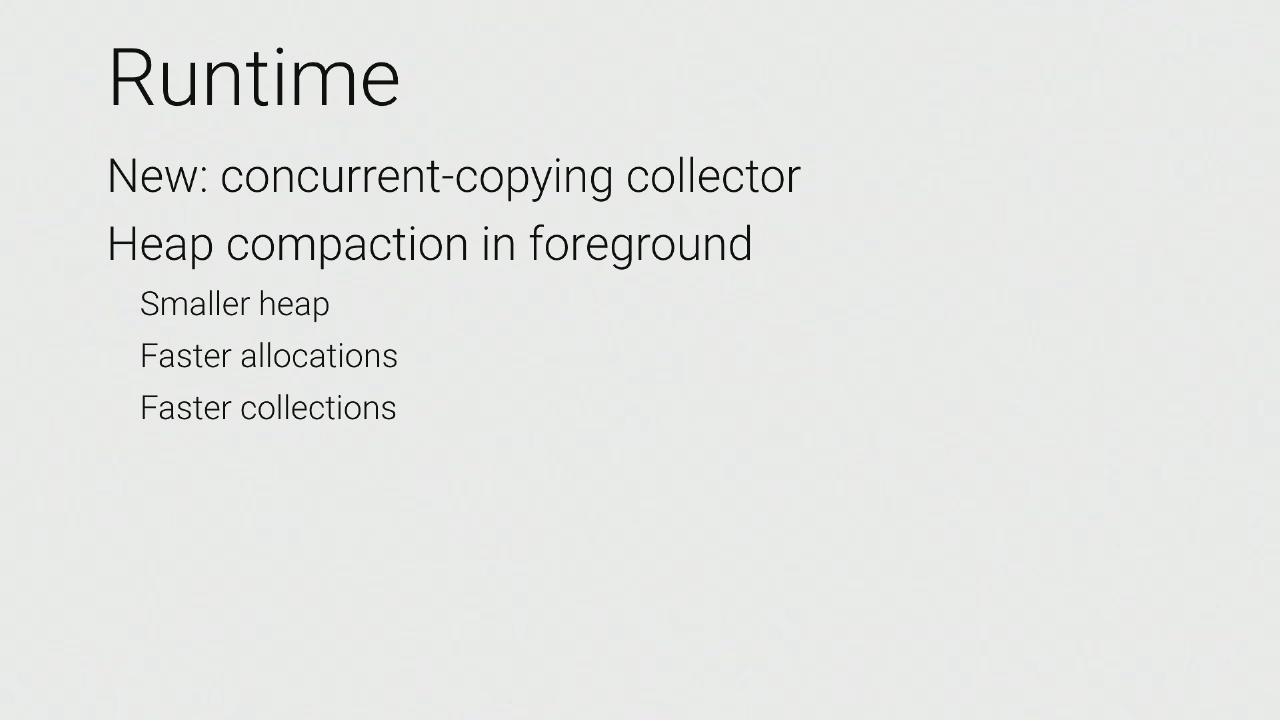 Runtime
New: concurrent-copying collector
Heap compaction in foreground
Smaller heap
Faster allocations
Faster collections